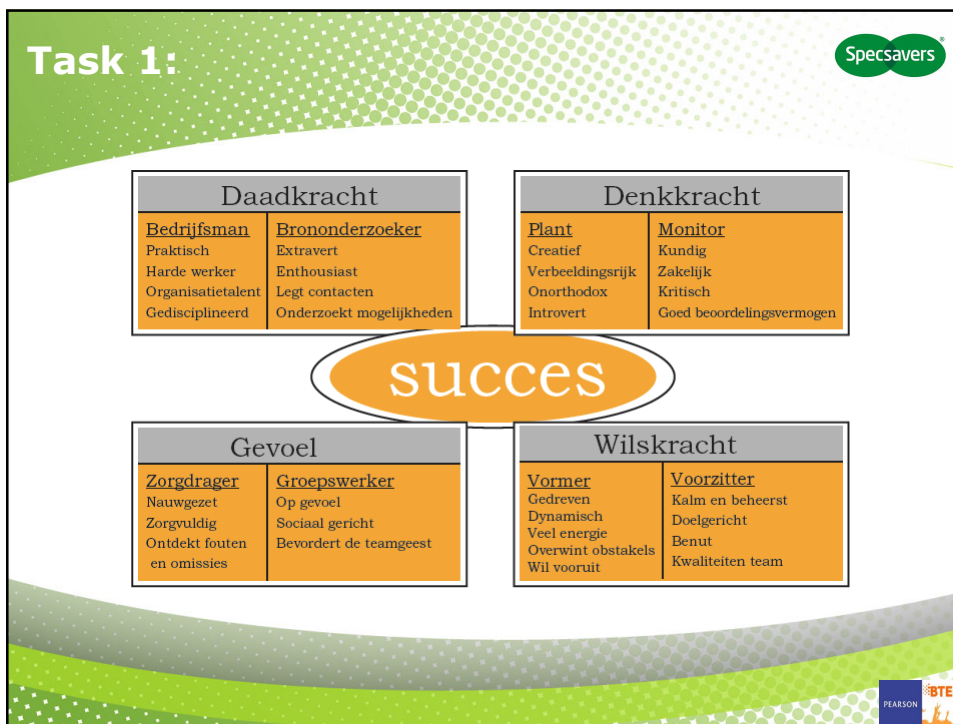 Task 1:
Specsavers
Daadkracht
Bedrijfsman
Praktisch
Harde werker
Organisatietalent
Gedisciplineerd
Brononderzoeker
Extravert
Enthousiast
Legt contacten
Onderzoekt mogelijkheden
Denkkracht
Plant
Creatief
Verbeeldingsrijk
Onorthodox
Introvert
Monitor
Kundig
Zakelijk
Kritisch
Goed beoordelingsvermogen
succes
Gevoel
Zorgdrager
Nauwgezet
Zorgvuldig
Ontdekt fouten
en omissies
Groepswerker
Op gevoel
Sociaal gericht
Bevordert de teamgeest
Wilskracht
Vormer
Gedreven
Dynamisch
Veel energie
Overwint obstakels
Wil vooruit
Voorzitter
Kalm en beheerst
Doelgericht
Benut
Kwaliteiten team
PEARSON
BTE